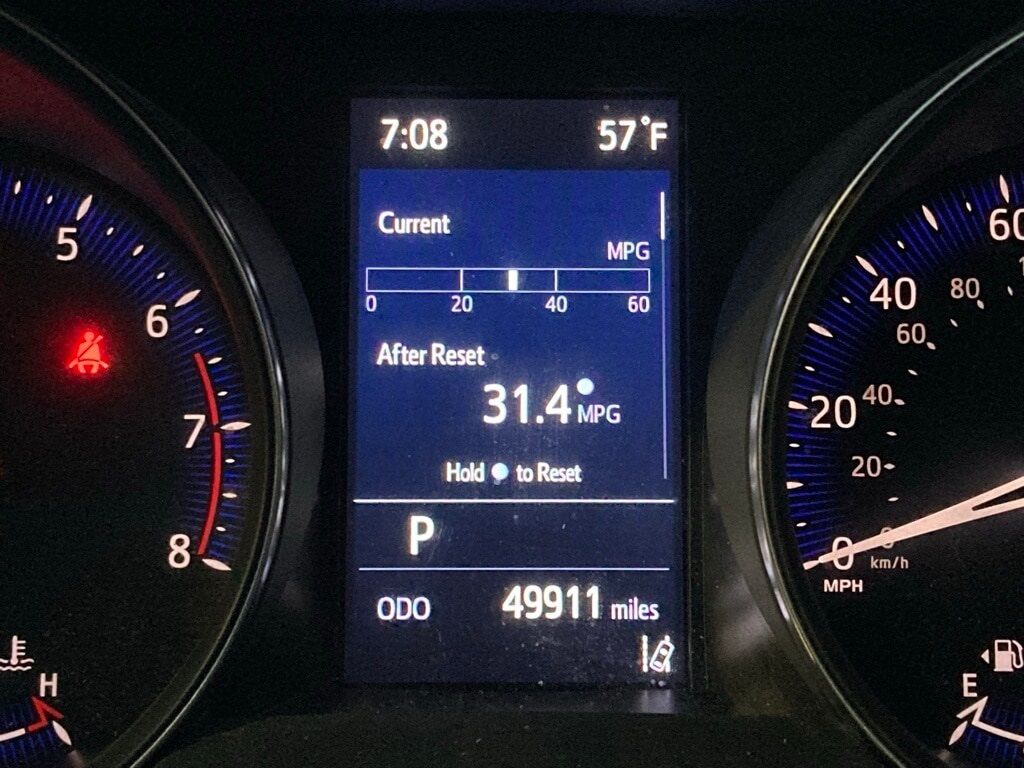 7:08 57°F
Current
MPG
0 20 40 60
After Reset
31.4 MPG
Hold to Reset
P
ODO 49911 miles
5
6
7
8
H
60
40
80
60
20
40
20
0
0
km/h
MPH
E